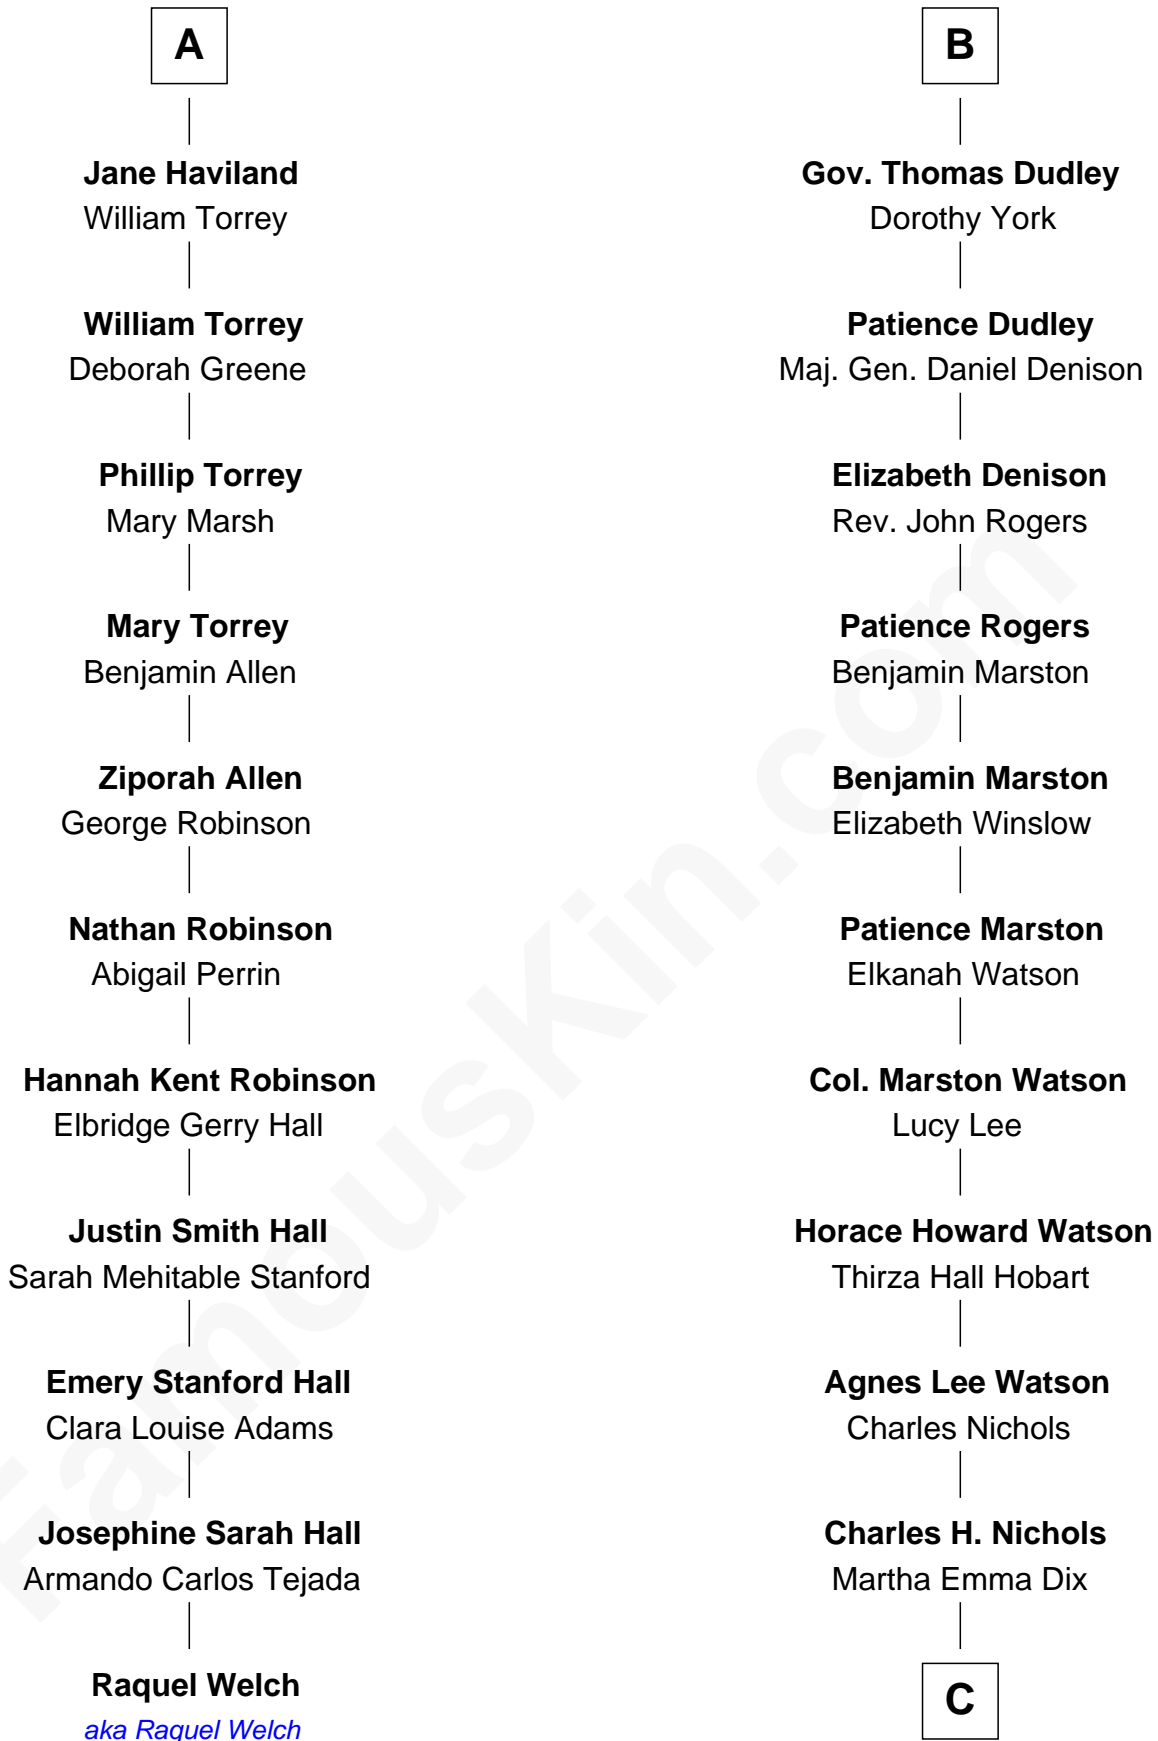 A
Jane Haviland
William Torrey
William Torrey
Deborah Greene
Phillip Torrey
Mary Marsh
Mary Torrey
Benjamin Allen
Ziporah Allen
George Robinson
Nathan Robinson
Abigail Perrin
Hannah Kent Robinson
Elbridge Gerry Hall
Justin Smith Hall
Sarah Mehitable Stanford
Emery Stanford Hall
Clara Louise Adams
Josephine Sarah Hall
Armando Carlos Tejada
Raquel Welch
aka Raquel Welch
B
Gov. Thomas Dudley
Dorothy York
Patience Dudley
Maj. Gen. Daniel Denison
Elizabeth Denison
Rev. John Rogers
Patience Rogers
Benjamin Marston
Benjamin Marston
Elizabeth Winslow
Patience Marston
Elkanah Watson
Col. Marston Watson
Lucy Lee
Horace Howard Watson
Thirza Hall Hobart
Agnes Lee Watson
Charles Nichols
Charles H. Nichols
Martha Emma Dix
C
FamousKin.com